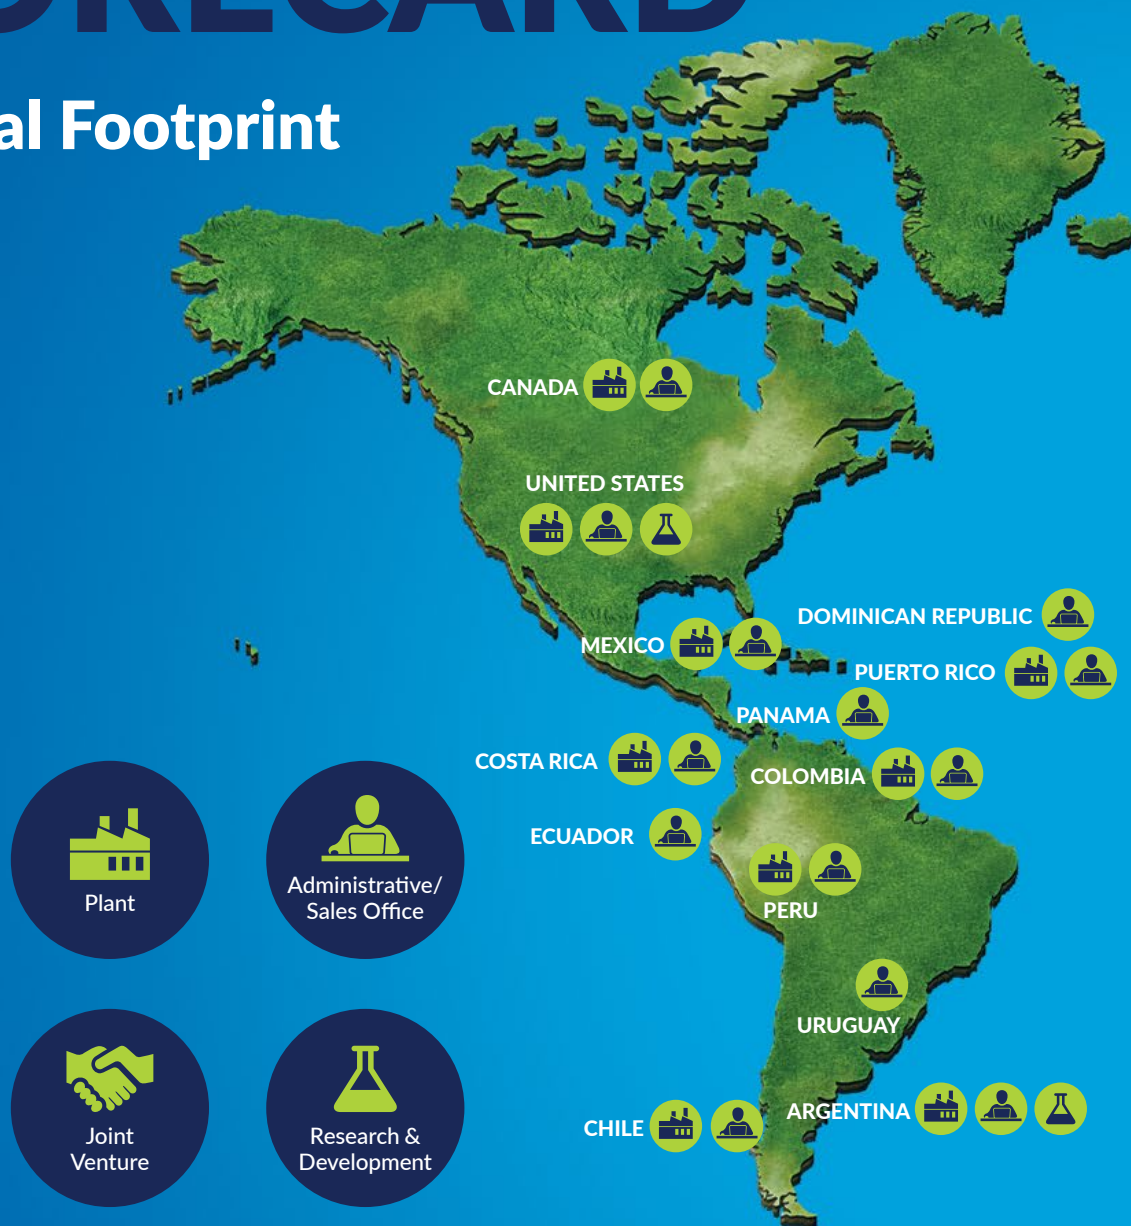 al Footprint
CANADA
UNITED STATES
DOMINICAN REPUBLIC
MEXICO
PUERTO RICO
PANAMA
COSTA RICA
COLOMBIA
ECUADOR
PERU
Plant
Administrative/
Sales Office
URUGUAY
Joint
Venture
Research &
Development
ARGENTINA
CHILE